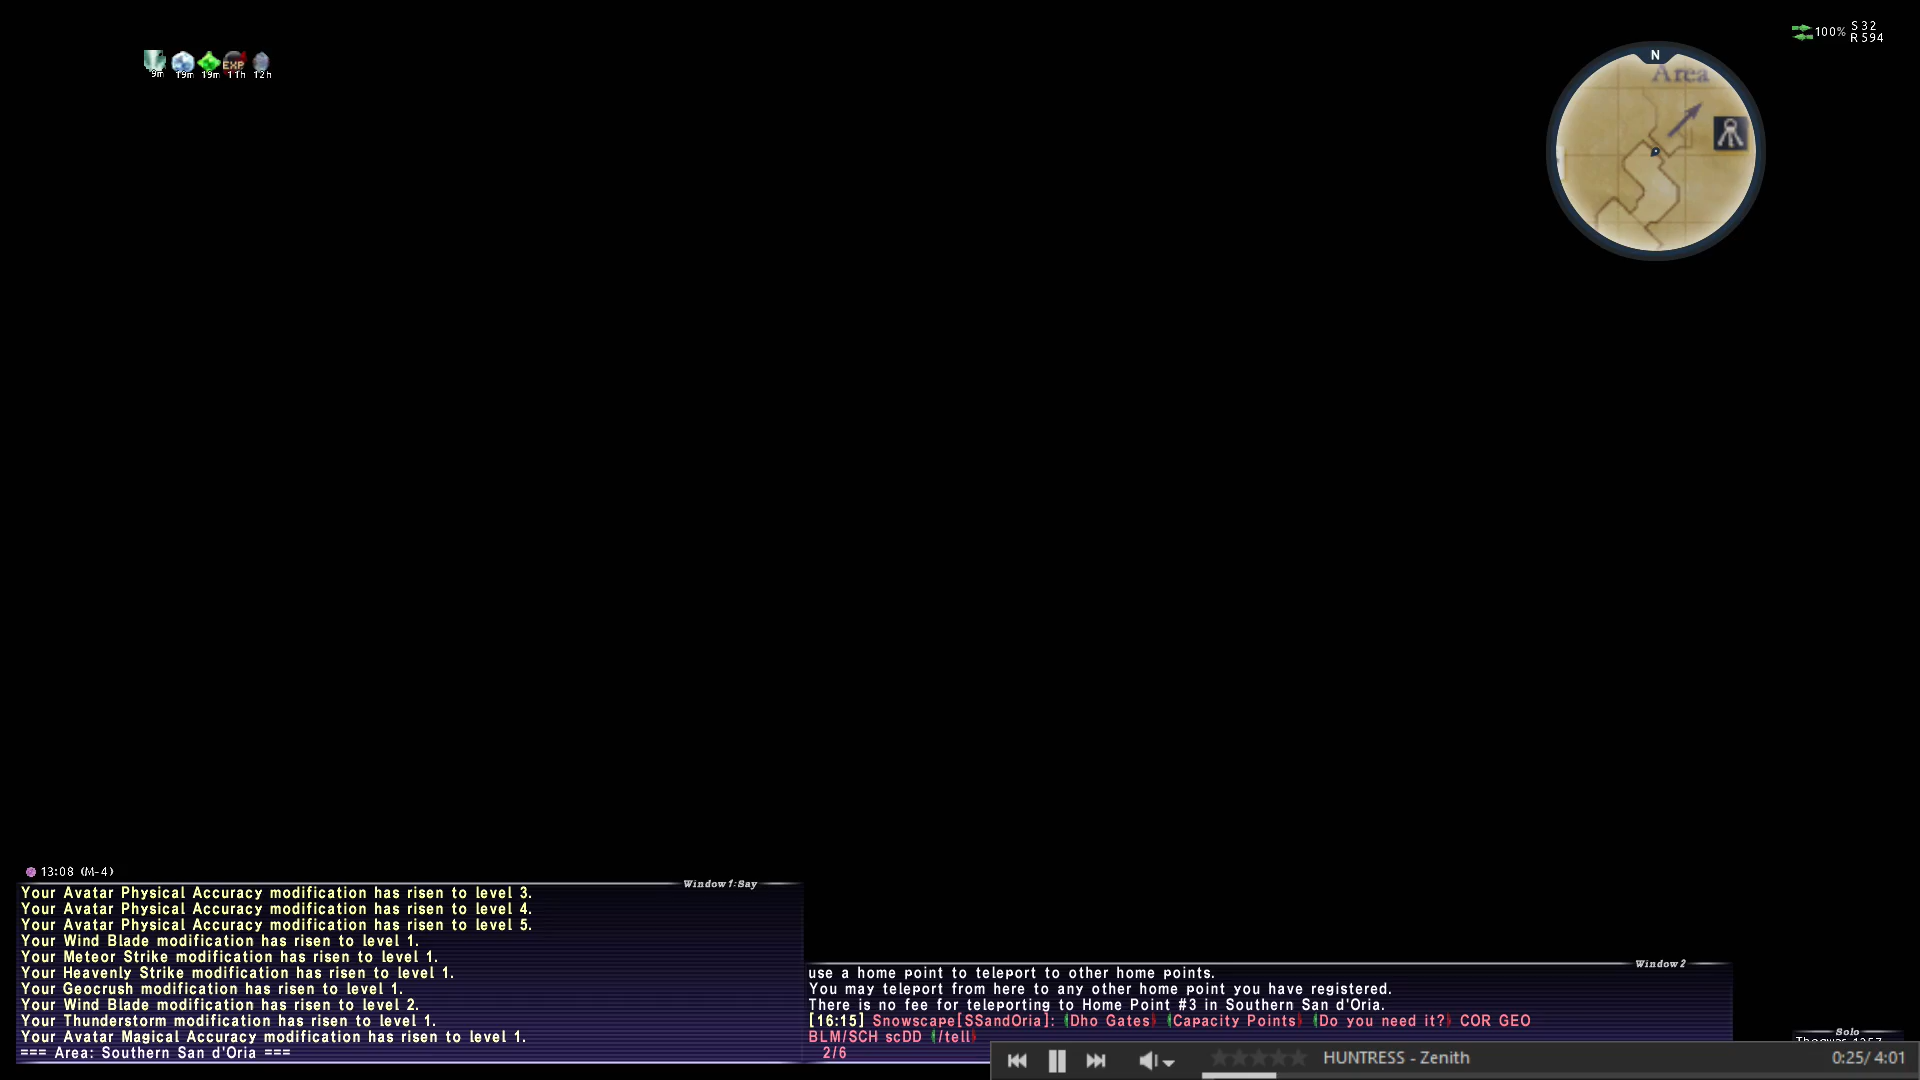 100% S 32
R 594
9m 19m 19m 11h 12h
EXP
N
Area
13:08 (M-4)
Window1:Say
Your Avatar Physical Accuracy modification has risen to level 3.
Your Avatar Physical Accuracy modification has risen to level 4.
Your Avatar Physical Accuracy modification has risen to level 5.
Your Wind Blade modification has risen to level 1.
Your Meteor Strike modification has risen to level 1.
Your Heavenly Strike modification has risen to level 1.
Your Geocrush modification has risen to level 1.
Your Wind Blade modification has risen to level 2.
Your Thunderstorm modification has risen to level 1.
Your Avatar Magical Accuracy modification has risen to level 1.
=== Area: Southern San d'Oria ===
Window2
use a home point to teleport to other home points.
You may teleport from here to any other home point you have registered.
There is no fee for teleporting to Home Point #3 in Southern San d'Oria.
[16:15] Snowscape[SSandOria]: Dho Gates Capacity Points Do you need it? COR GEO
BLM/SCH scDD /tell
2/6
Solo
HUNTRESS - Zenith
0:25/ 4:01